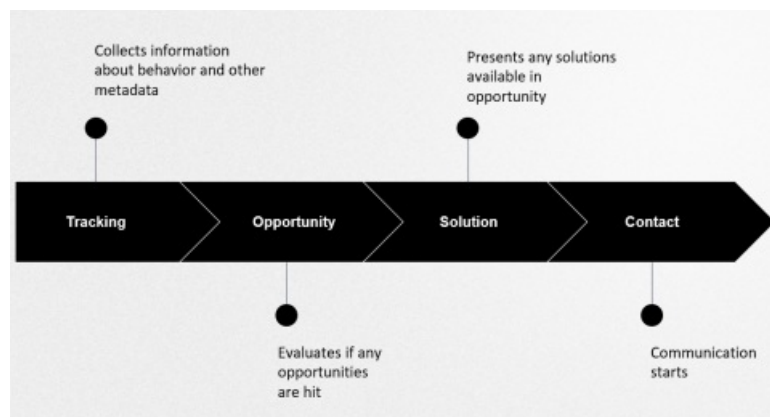 Collects information
about behavior and other
metadata
Presents any solutions
available in
opportunity
Tracking
Opportunity
Solution
Contact
Evaluates if any
opportunities
are hit
Communication
starts